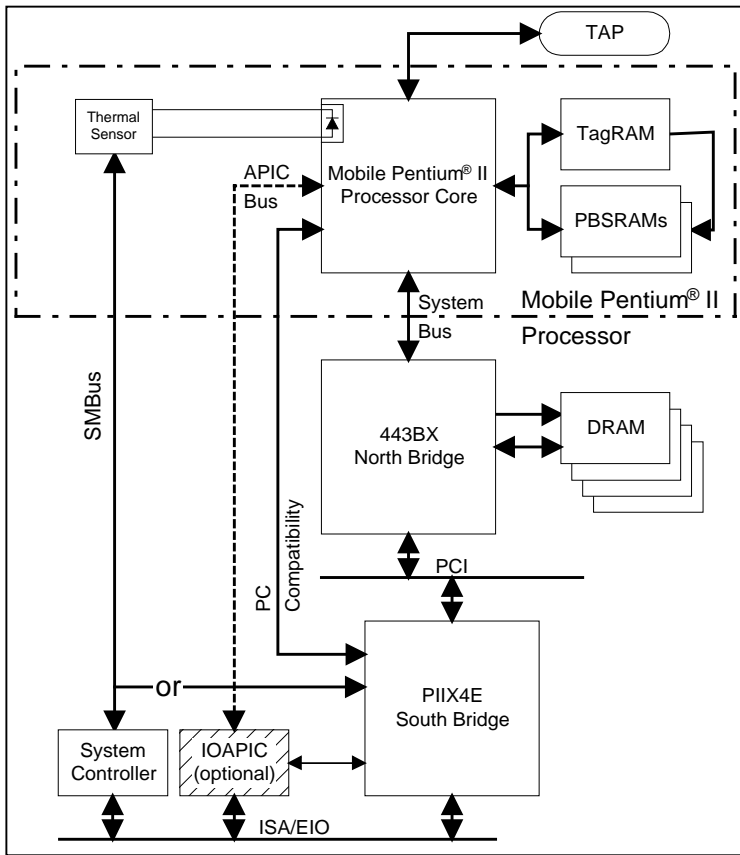 TAP
Thermal
Sensor
Mobile Pentium® II
Processor Core
TagRAM
PBSRAMs
APIC
Bus
System
Bus
Mobile Pentium® II
Processor
SMBus
443BX
North Bridge
DRAM
PC
Compatibility
PCI
or
PIIX4E
South Bridge
System
Controller
IOAPIC
(optional)
ISA/EIO